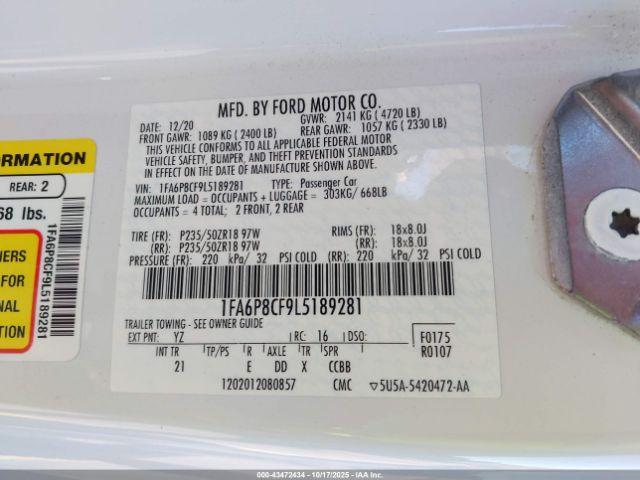 MFD. BY FORD MOTOR CO.
DATE: 12/20 GVWR: 2141 KG ( 4720 LB)
FRONT GAWR: 1089 KG ( 2400 LB) REAR GAWR: 1057 KG ( 2330 LB)
THIS VEHICLE CONFORMS TO ALL APPLICABLE FEDERAL MOTOR
VEHICLE SAFETY, BUMPER, AND THEFT PREVENTION STANDARDS
IN EFFECT ON THE DATE OF MANUFACTURE SHOWN ABOVE.
VIN: 1FA6P8CF9L5189281 TYPE: Passenger Car
MAXIMUM LOAD = OCCUPANTS + LUGGAGE = 303KG/ 668LB
OCCUPANTS = 4 TOTAL; 2 FRONT, 2 REAR
TIRE (FR): P235/50ZR18 97W RIMS (FR): 18x8.0J
(RR): P235/50ZR18 97W (RR): 18x8.0J
PRESSURE (FR): 220 kPa/ 32 PSI COLD (RR): 220 kPa/ 32 PSI COLD
1FA6P8CF9L5189281
TRAILER TOWING - SEE OWNER GUIDE
EXT PNT: YZ RC: 16 DSO: F0175
R0107
INT TR TP/PS R AXLE TR SPR
21 E DD X CCBB
1202012080857 CMC ▽5U5A-5420472-AA
ORMATION
REAR: 2
68 lbs.
IERS
FOR
NAL
ON
1FA6P8CF9L5189281
000-43472434 | 10/17/2025 | IAAI.COM